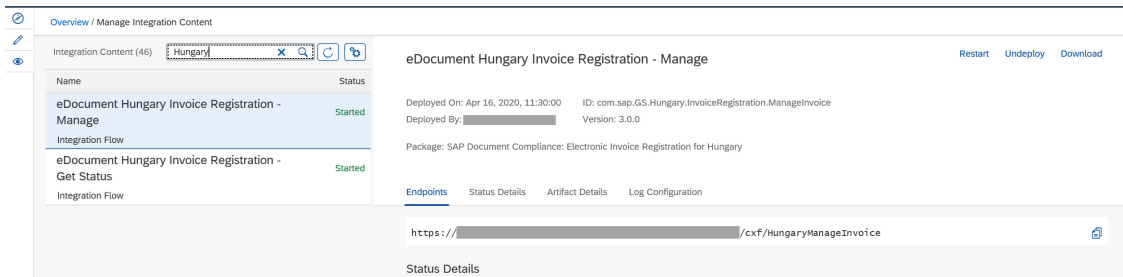 Overview / Manage Integration Content
Integration Content (46) Hungary
Name Status
eDocument Hungary Invoice Registration - Manage Started
Integration Flow
eDocument Hungary Invoice Registration - Get Status Started
Integration Flow
eDocument Hungary Invoice Registration - Manage
Restart Undeploy Download
Deployed On: Apr 16, 2020, 11:30:00 ID: com.sap.GS.Hungary.InvoiceRegistration.ManageInvoice
Deployed By: Version: 3.0.0
Package: SAP Document Compliance: Electronic Invoice Registration for Hungary
Endpoints Status Details Artifact Details Log Configuration
https:// /cxf/HungaryManageInvoice
Status Details